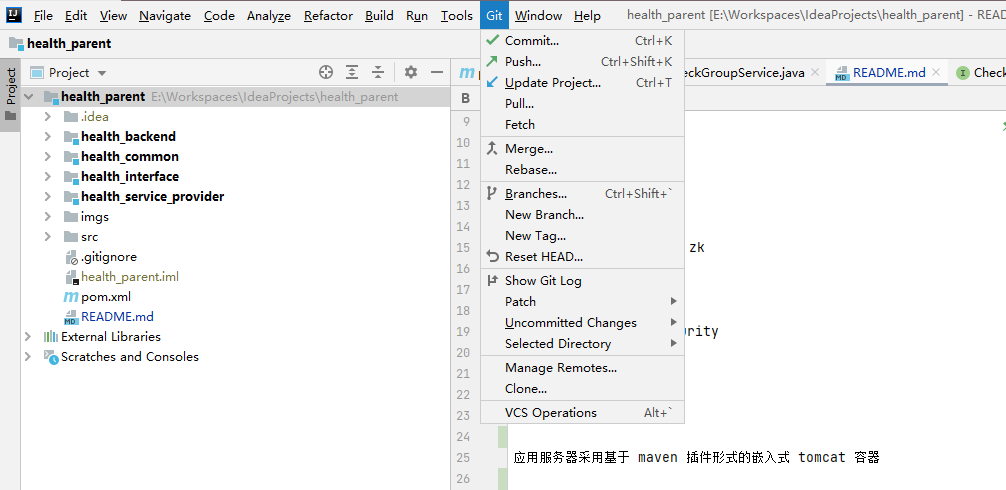 File Edit View Navigate Code Analyze Refactor Build Run Tools Git Window Help health_parent [E:\Workspaces\IdeaProjects\health_parent] - READ
health_parent
Project
Project
health_parent E:\Workspaces\IdeaProjects\health_parent
.idea
health_backend
health_common
health_interface
health_service_provider
imgs
src
.gitignore
health_parent.iml
pom.xml
README.md
External Libraries
Scratches and Consoles
Commit... Ctrl+K
Push... Ctrl+Shift+K
Update Project... Ctrl+T
Pull...
Fetch
Merge...
Rebase...
Branches... Ctrl+Shift+`
New Branch...
New Tag...
Reset HEAD...
Show Git Log
Patch
Uncommitted Changes
Selected Directory
Manage Remotes...
Clone...
VCS Operations Alt+`
eckGroupService.java README.md Check
B
9
10
11
12
13
14
15 zk
16
17
18
19 urity
20
21
22
23
24
25 应用服务器采用基于 maven 插件形式的嵌入式 tomcat 容器
26